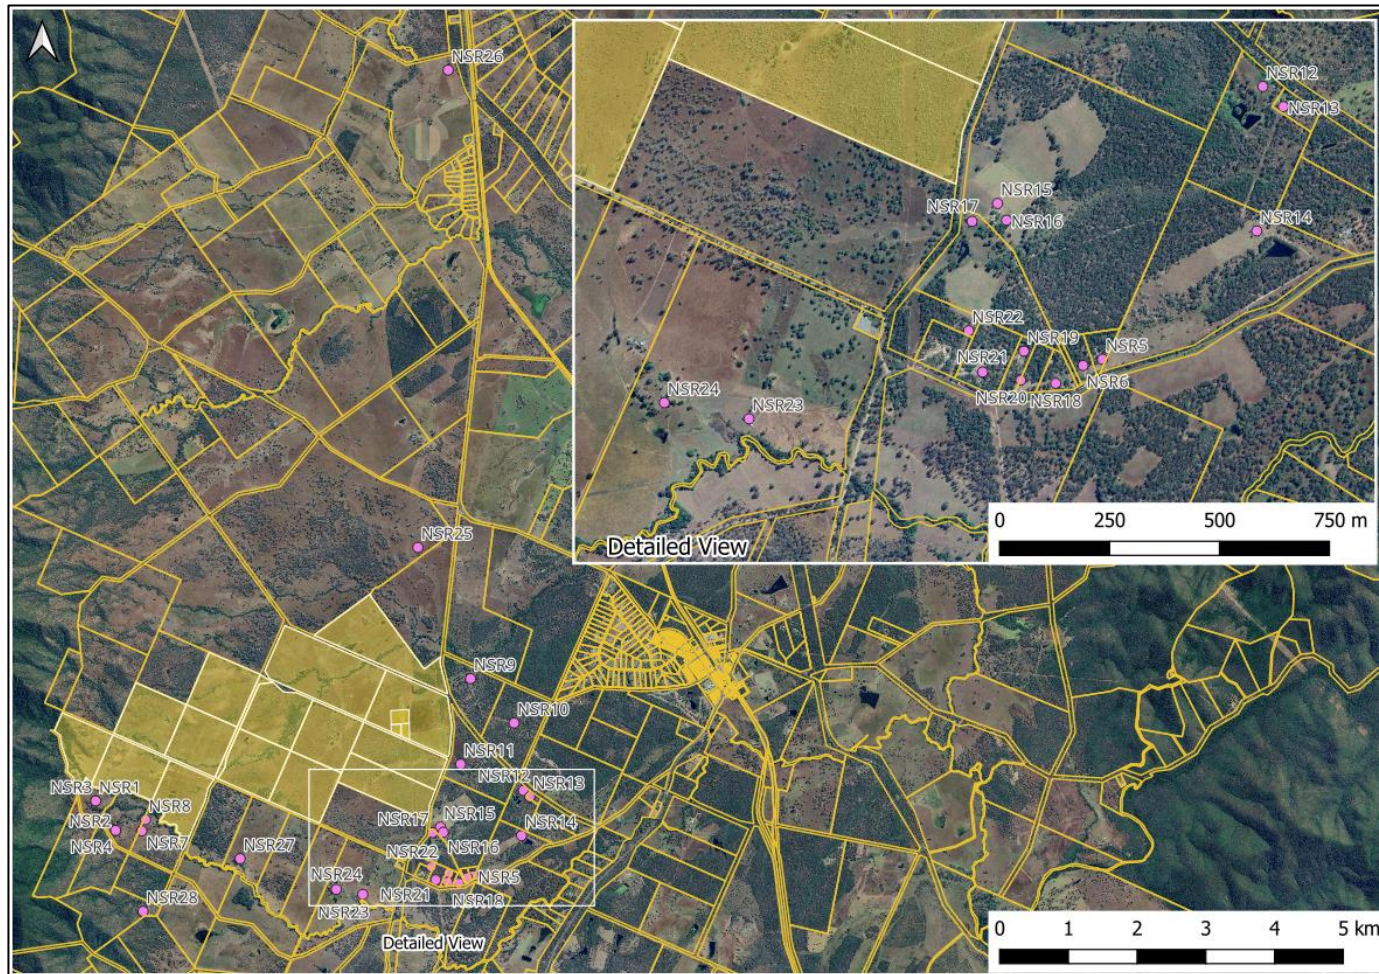 NSR26
NSR12
NSR13
NSR15
NSR17
NSR16
NSR14
NSR22
NSR19
NSR5
NSR21
NSR6
NSR20
NSR18
NSR24
NSR23
0 250 500 750 m
Detailed View
NSR25
NSR9
NSR10
NSR11
NSR12
NSR13
NSR3
NSR1
NSR8
NSR15
NSR17
NSR14
NSR2
NSR7
NSR4
NSR16
NSR22
NSR27
NSR24
NSR5
NSR21
NSR18
NSR23
NSR28
Detailed View
0 1 2 3 4 5 km